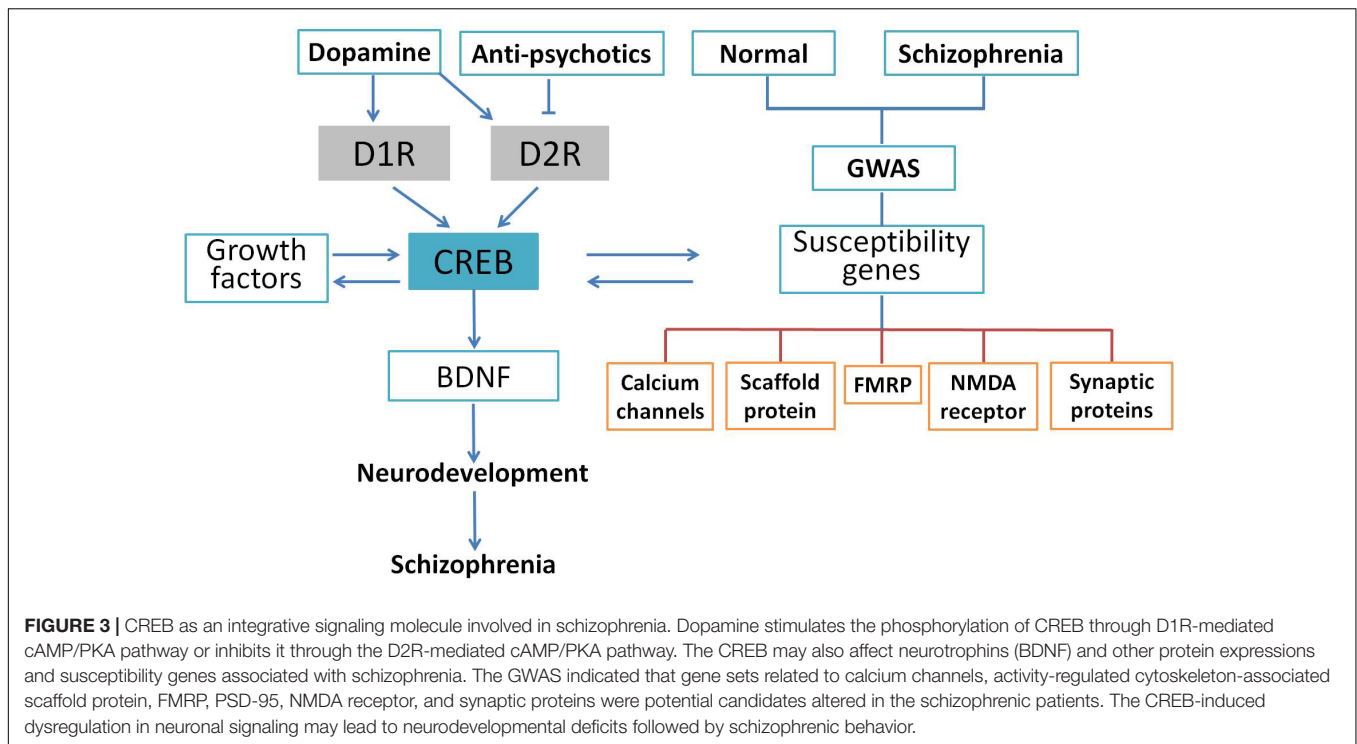 Dopamine
Anti-psychotics
Normal
Schizophrenia
D1R
D2R
GWAS
Growth
factors
CREB
Susceptibility
genes
BDNF
Calcium
channels
Scaffold
protein
FMRP
NMDA
receptor
Synaptic
proteins
Neurodevelopment
Schizophrenia
FIGURE 3 | CREB as an integrative signaling molecule involved in schizophrenia. Dopamine stimulates the phosphorylation of CREB through D1R-mediated
cAMP/PKA pathway or inhibits it through the D2R-mediated cAMP/PKA pathway. The CREB may also affect neurotrophins (BDNF) and other protein expressions
and susceptibility genes associated with schizophrenia. The GWAS indicated that gene sets related to calcium channels, activity-regulated cytoskeleton-associated
scaffold protein, FMRP, PSD-95, NMDA receptor, and synaptic proteins were potential candidates altered in the schizophrenic patients. The CREB-induced
dysregulation in neuronal signaling may lead to neurodevelopmental deficits followed by schizophrenic behavior.